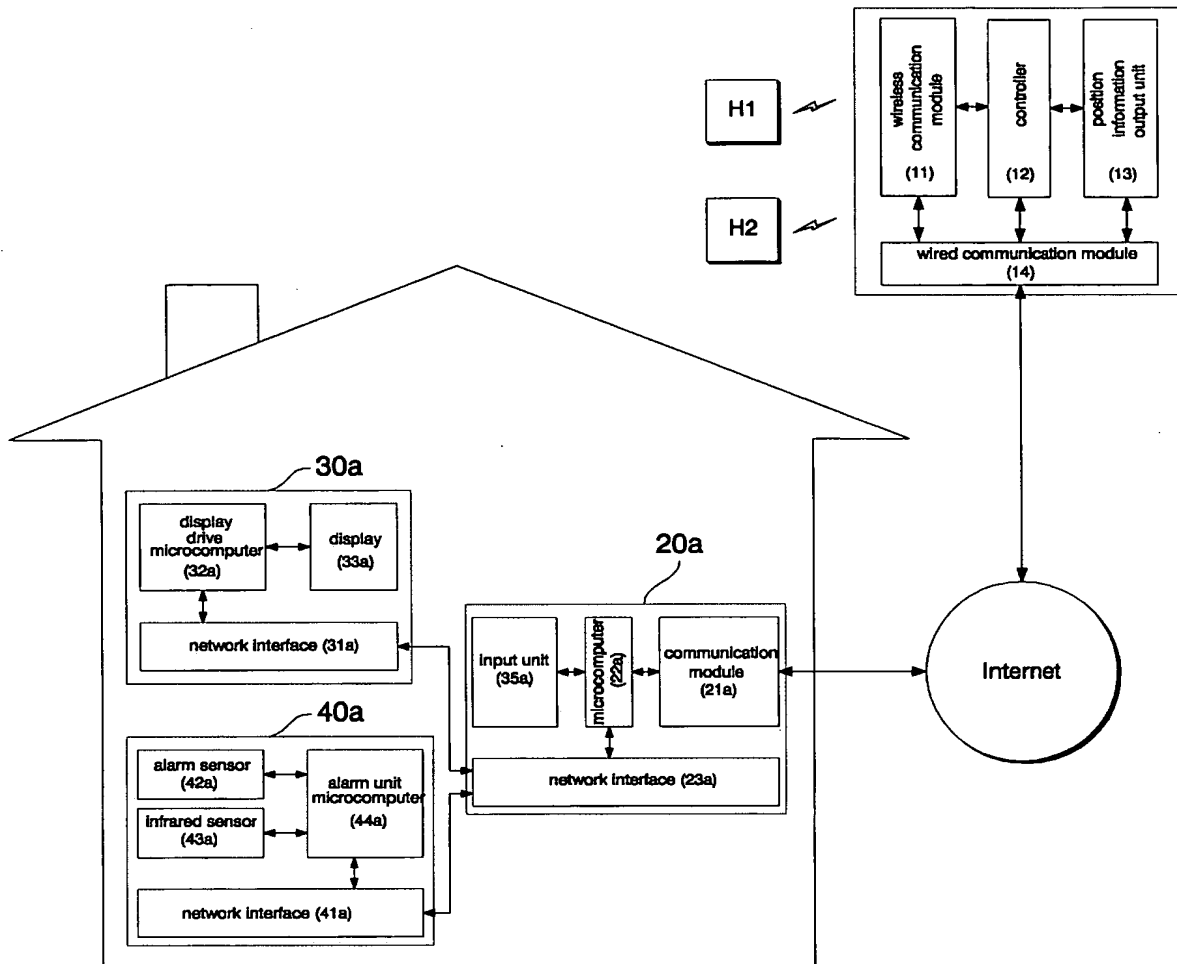 wireless
communication
module
(11)
controller
(12)
position
information
output unit
(13)
H1
H2
wired communication module
(14)
30a
display
drive
microcomputer
(32a)
display
(33a)
network interface (31a)
20a
input unit
(35a)
microcomputer
(22a)
communication
module
(21a)
network interface (23a)
Internet
40a
alarm sensor
(42a)
infrared sensor
(43a)
alarm unit
microcomputer
(44a)
network interface (41a)